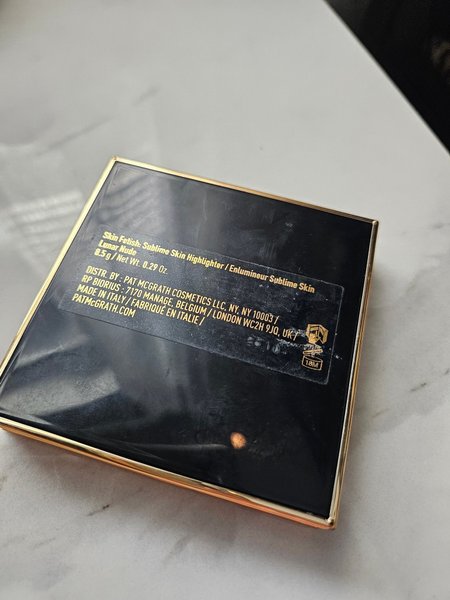 Skin Fetish: Sublime Skin Highlighter / Enlumineur Sublime Skin
Lunar Nude
8.5 g / Net Wt. 0.29 Oz.
DISTR. BY : PAT MCGRATH COSMETICS LLC, NY, NY 10003 /
RP BIORIUS - 7170 MANAGE, BELGIUM / LONDON WC2H 9JQ, UK /
MADE IN ITALY / FABRIQUÉ EN ITALIE /
PATMcGRATH.COM
18M